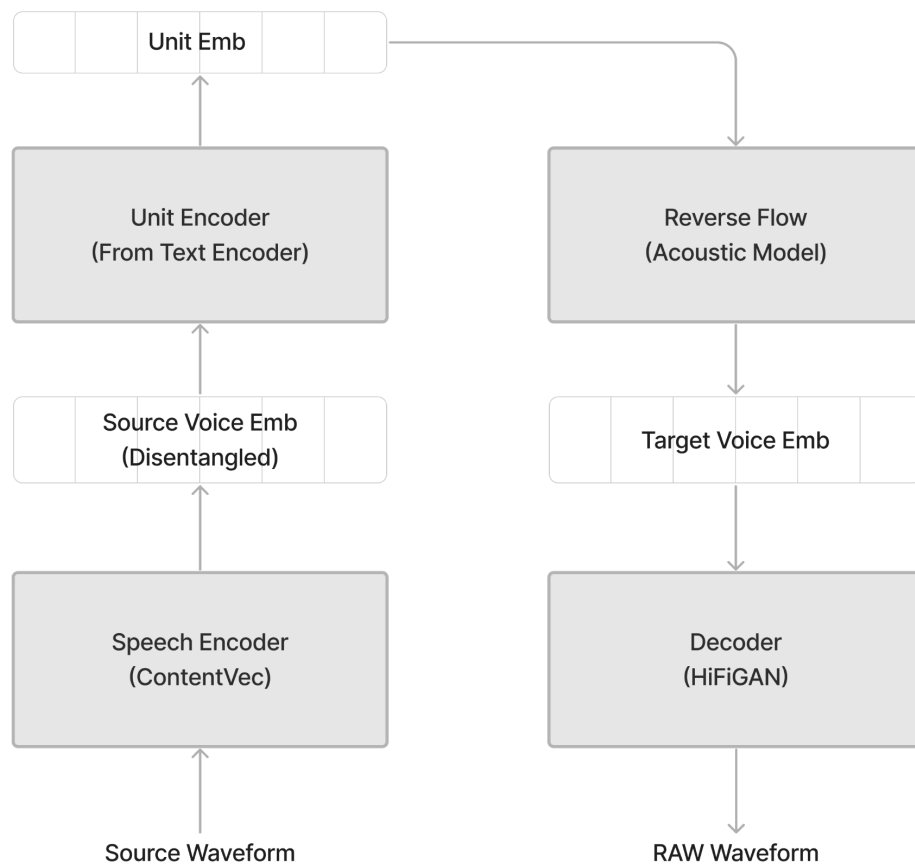 Unit Emb
Unit Encoder
(From Text Encoder)
Source Voice Emb
(Disentangled)
Speech Encoder
(ContentVec)
Source Waveform
Reverse Flow
(Acoustic Model)
Target Voice Emb
Decoder
(HiFiGAN)
RAW Waveform